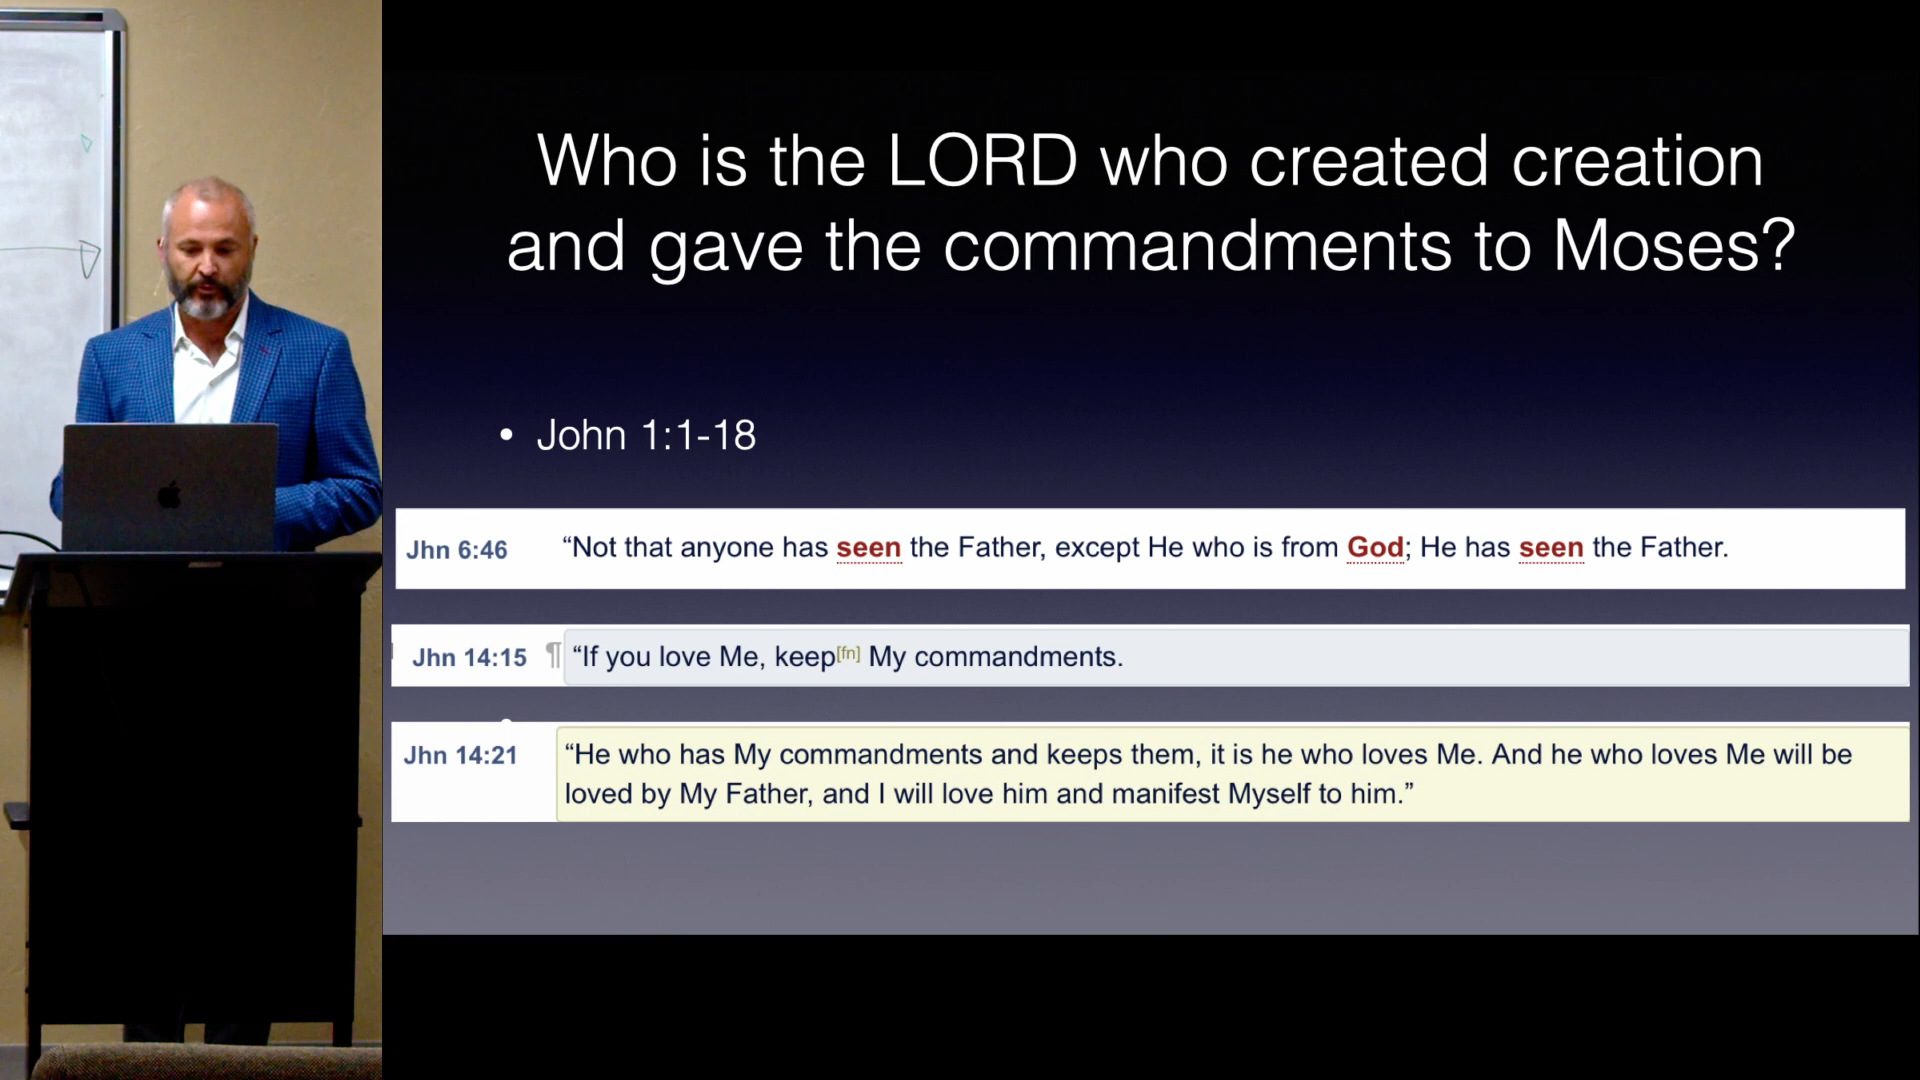 Who is the LORD who created creation
and gave the commandments to Moses?
• John 1:1-18
Jhn 6:46 “Not that anyone has seen the Father, except He who is from God; He has seen the Father.
Jhn 14:15 ¶ “If you love Me, keep[fn] My commandments.
Jhn 14:21 “He who has My commandments and keeps them, it is he who loves Me. And he who loves Me will be
loved by My Father, and I will love him and manifest Myself to him.”